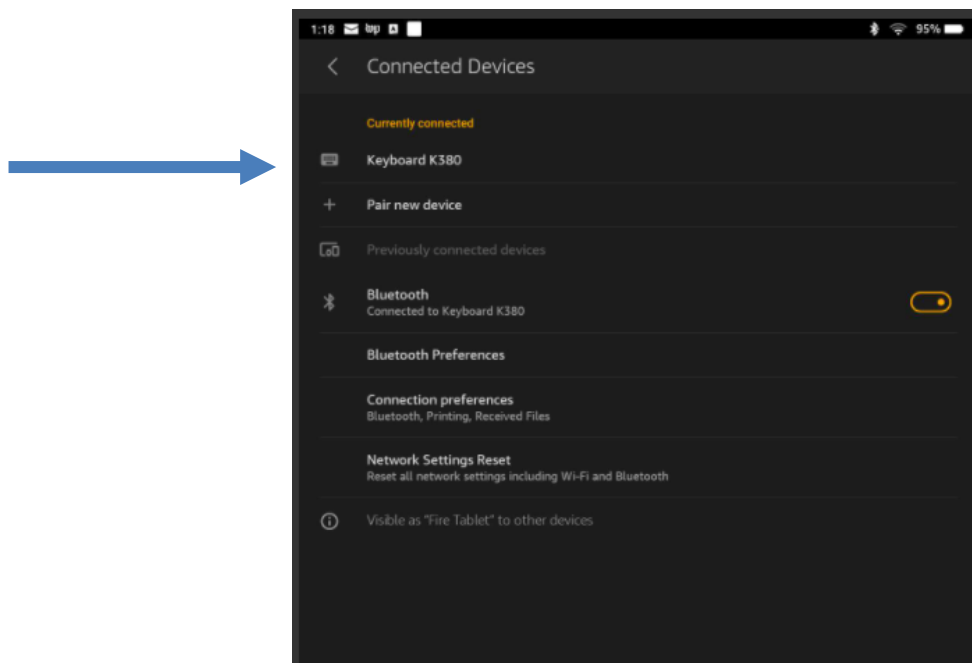 1:18 95%
Connected Devices
Currently connected
Keyboard K380
Pair new device
Previously connected devices
Bluetooth
Connected to Keyboard K380
Bluetooth Preferences
Connection preferences
Bluetooth, Printing, Received Files
Network Settings Reset
Reset all network settings including Wi-Fi and Bluetooth
Visible as "Fire Tablet" to other devices